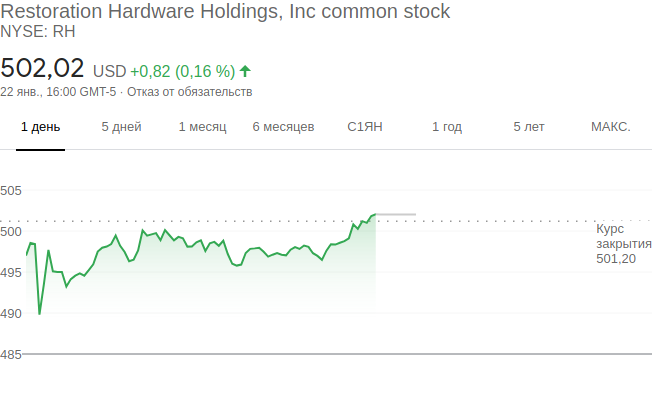 Restoration Hardware Holdings, Inc common stock
NYSE: RH
502,02 USD +0,82 (0,16 %)
22 янв., 16:00 GMT-5 · Отказ от обязательств
1 день 5 дней 1 месяц 6 месяцев С1ЯН 1 год 5 лет МАКС.
505
500
495
490
485
Курс
закрытия
501,20